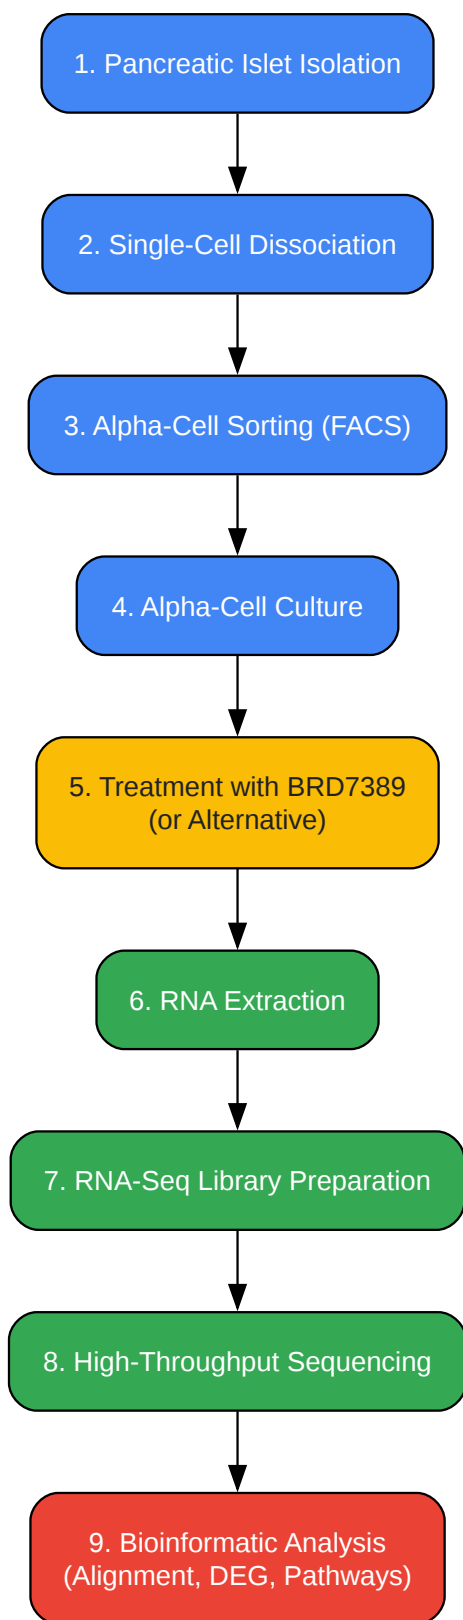 1. Pancreatic Islet Isolation
2. Single-Cell Dissociation
3. Alpha-Cell Sorting (FACS)
4. Alpha-Cell Culture
5. Treatment with BRD7389
(or Alternative)
6. RNA Extraction
7. RNA-Seq Library Preparation
8. High-Throughput Sequencing
9. Bioinformatic Analysis
(Alignment, DEG, Pathways)